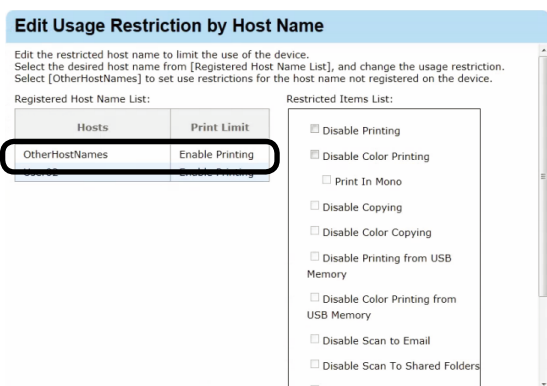 Edit Usage Restriction by Host Name
Edit the restricted host name to limit the use of the device.
Select the desired host name from [Registered Host Name List], and change the usage restriction.
Select [OtherHostNames] to set use restrictions for the host name not registered on the device.
Registered Host Name List:
Hosts Print Limit
OtherHostNames Enable Printing
Enable Printing
Restricted Items List:
Disable Printing
Disable Color Printing
Print In Mono
Disable Copying
Disable Color Copying
Disable Printing from USB
Memory
Disable Color Printing from
USB Memory
Disable Scan to Email
Disable Scan To Shared Folders